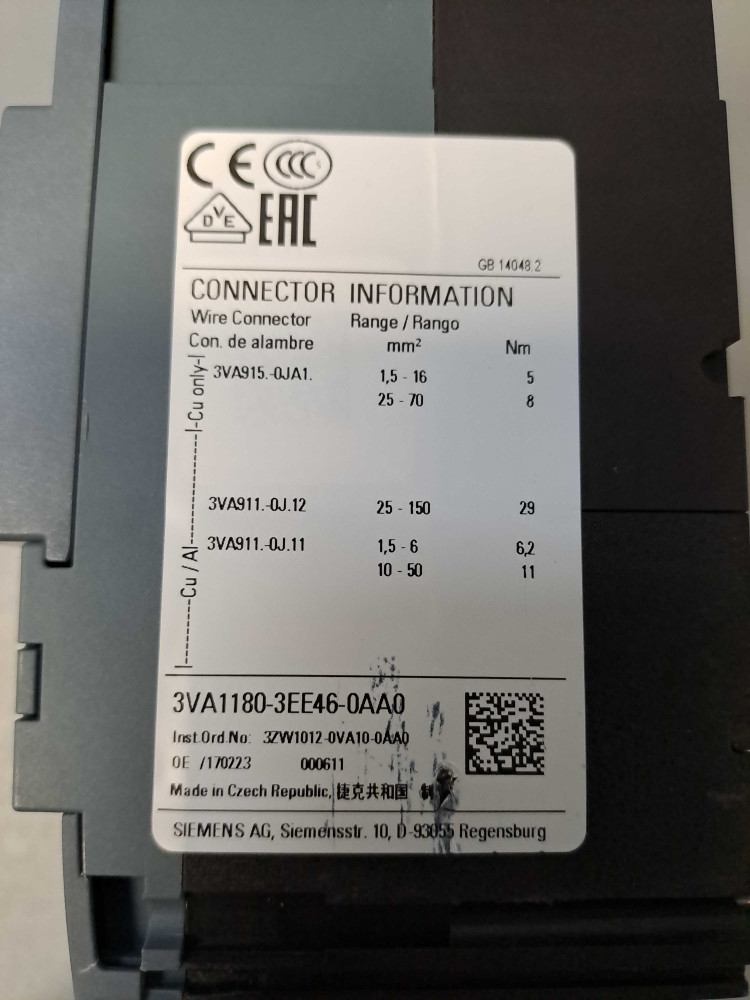 CE CCC
DVE EAC
GB 14048.2
CONNECTOR INFORMATION
Wire Connector Range / Rango
Con. de alambre mm² Nm
|-Cu only-|
3VA915.-0JA1. 1,5 - 16 5
25 - 70 8
|--------Cu / Al-------------|
3VA911.-0J.12 25 - 150 29
3VA911.-0J.11 1,5 - 6 6,2
10 - 50 11
3VA1180-3EE46-0AA0
Inst.Ord.No: 3ZW1012-0VA10-0AA0
OE /170223 000611
Made in Czech Republic, 捷克共和国 制
SIEMENS AG, Siemensstr. 10, D-93055 Regensburg